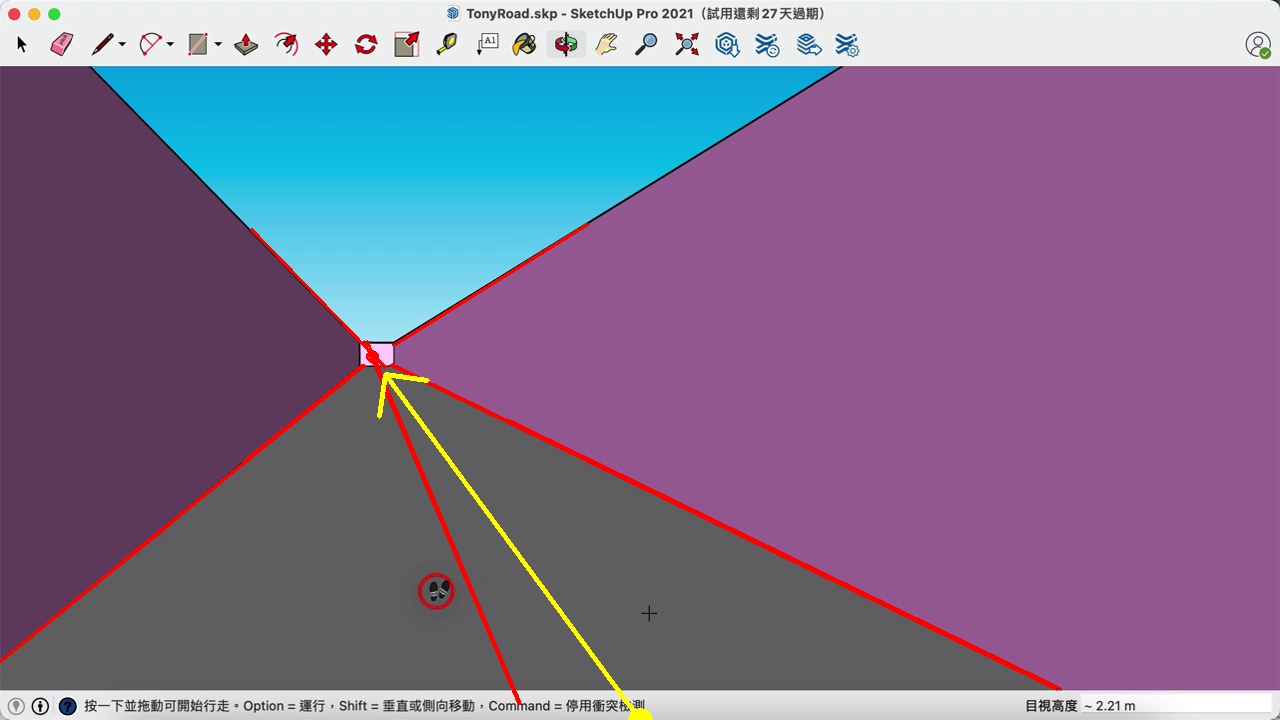 TonyRoad.skp - SketchUp Pro 2021（試用還剩 27 天過期）
A1
按一下並拖動可開始行走。Option = 運行，Shift = 垂直或側向移動，Command = 停用衝突檢測
目視高度 ~ 2.21 m